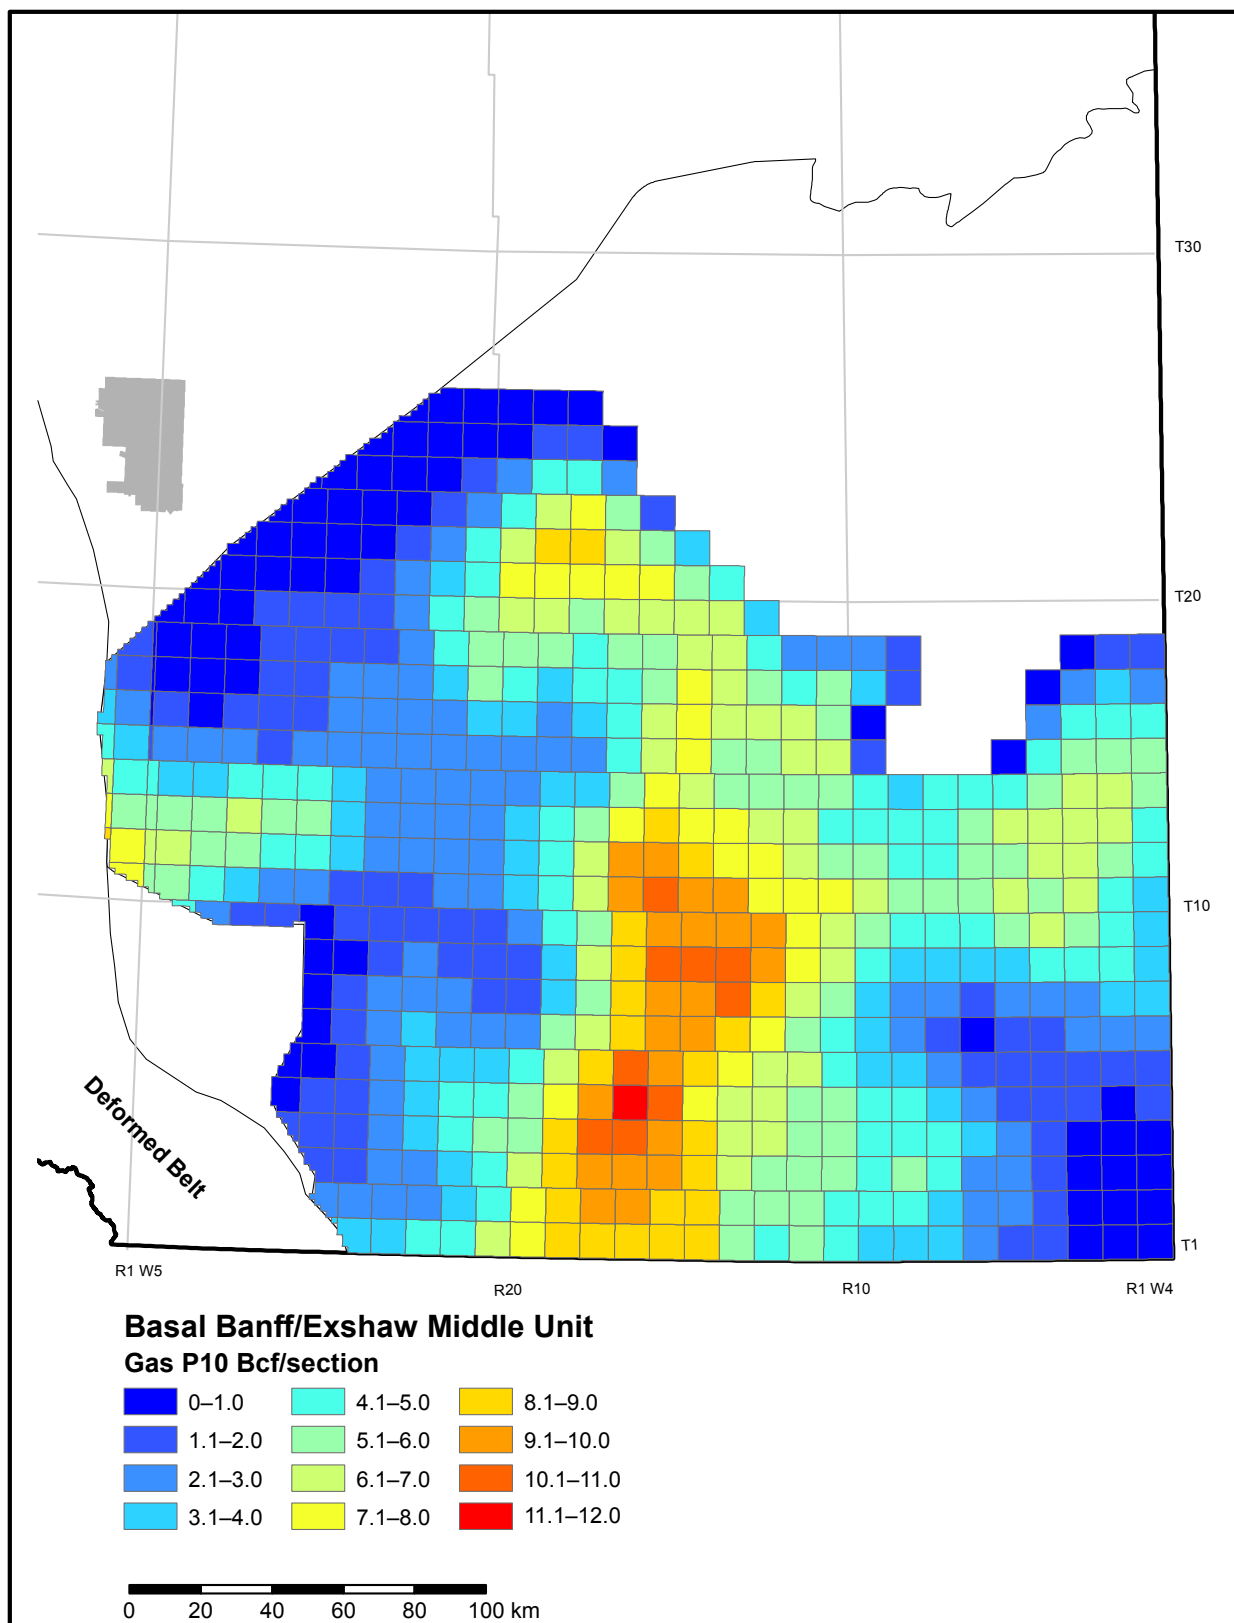 T30
T20
T10
Deformed Belt
T1
R1 W5
R20
R10
R1 W4
Basal Banff/Exshaw Middle Unit
Gas P10 Bcf/section
0–1.0
4.1–5.0
8.1–9.0
1.1–2.0
5.1–6.0
9.1–10.0
2.1–3.0
6.1–7.0
10.1–11.0
3.1–4.0
7.1–8.0
11.1–12.0
0 20 40 60 80 100 km